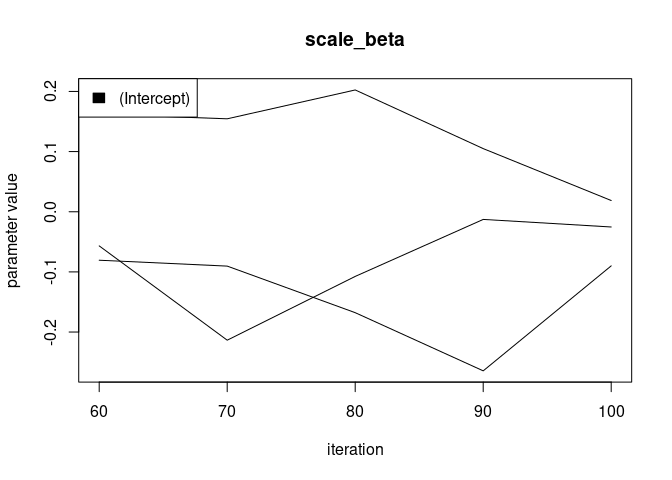 scale_beta
(Intercept)
0.2
0.1
0.0
-0.1
-0.2
parameter value
60 70 80 90 100
iteration